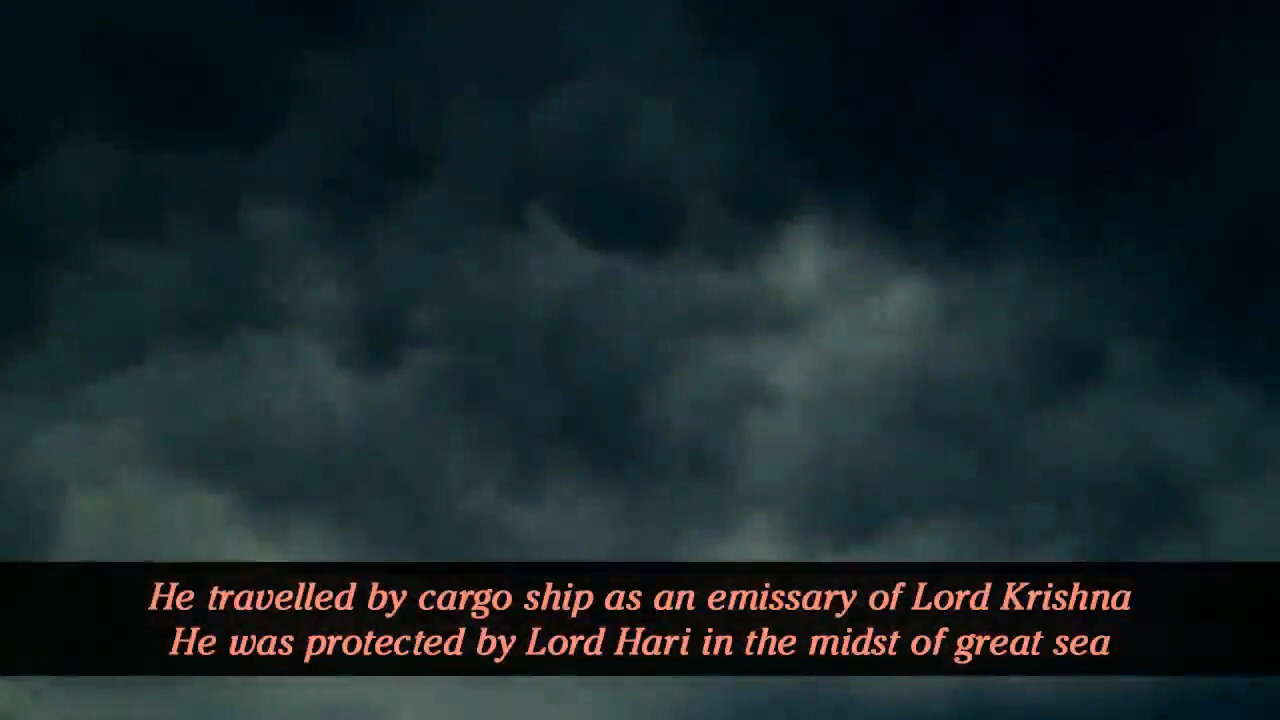 He travelled by cargo ship as an emissary of Lord Krishna
He was protected by Lord Hari in the midst of great sea